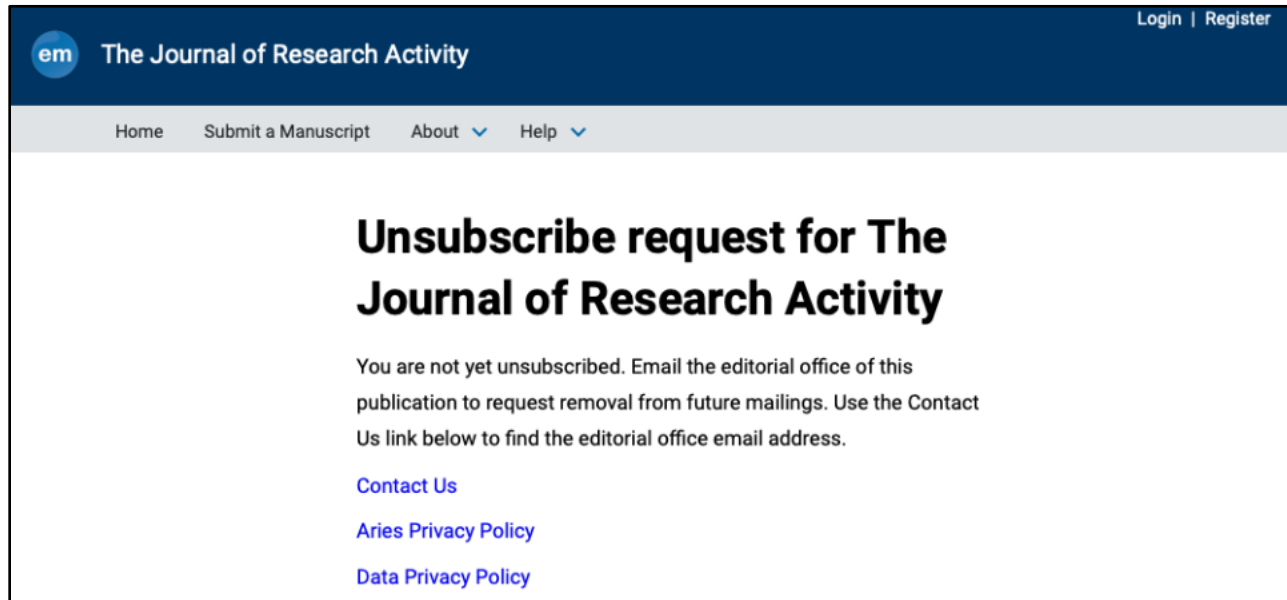 Login | Register
em The Journal of Research Activity
Home Submit a Manuscript About Help
Unsubscribe request for The
Journal of Research Activity
You are not yet unsubscribed. Email the editorial office of this
publication to request removal from future mailings. Use the Contact
Us link below to find the editorial office email address.
Contact Us
Aries Privacy Policy
Data Privacy Policy